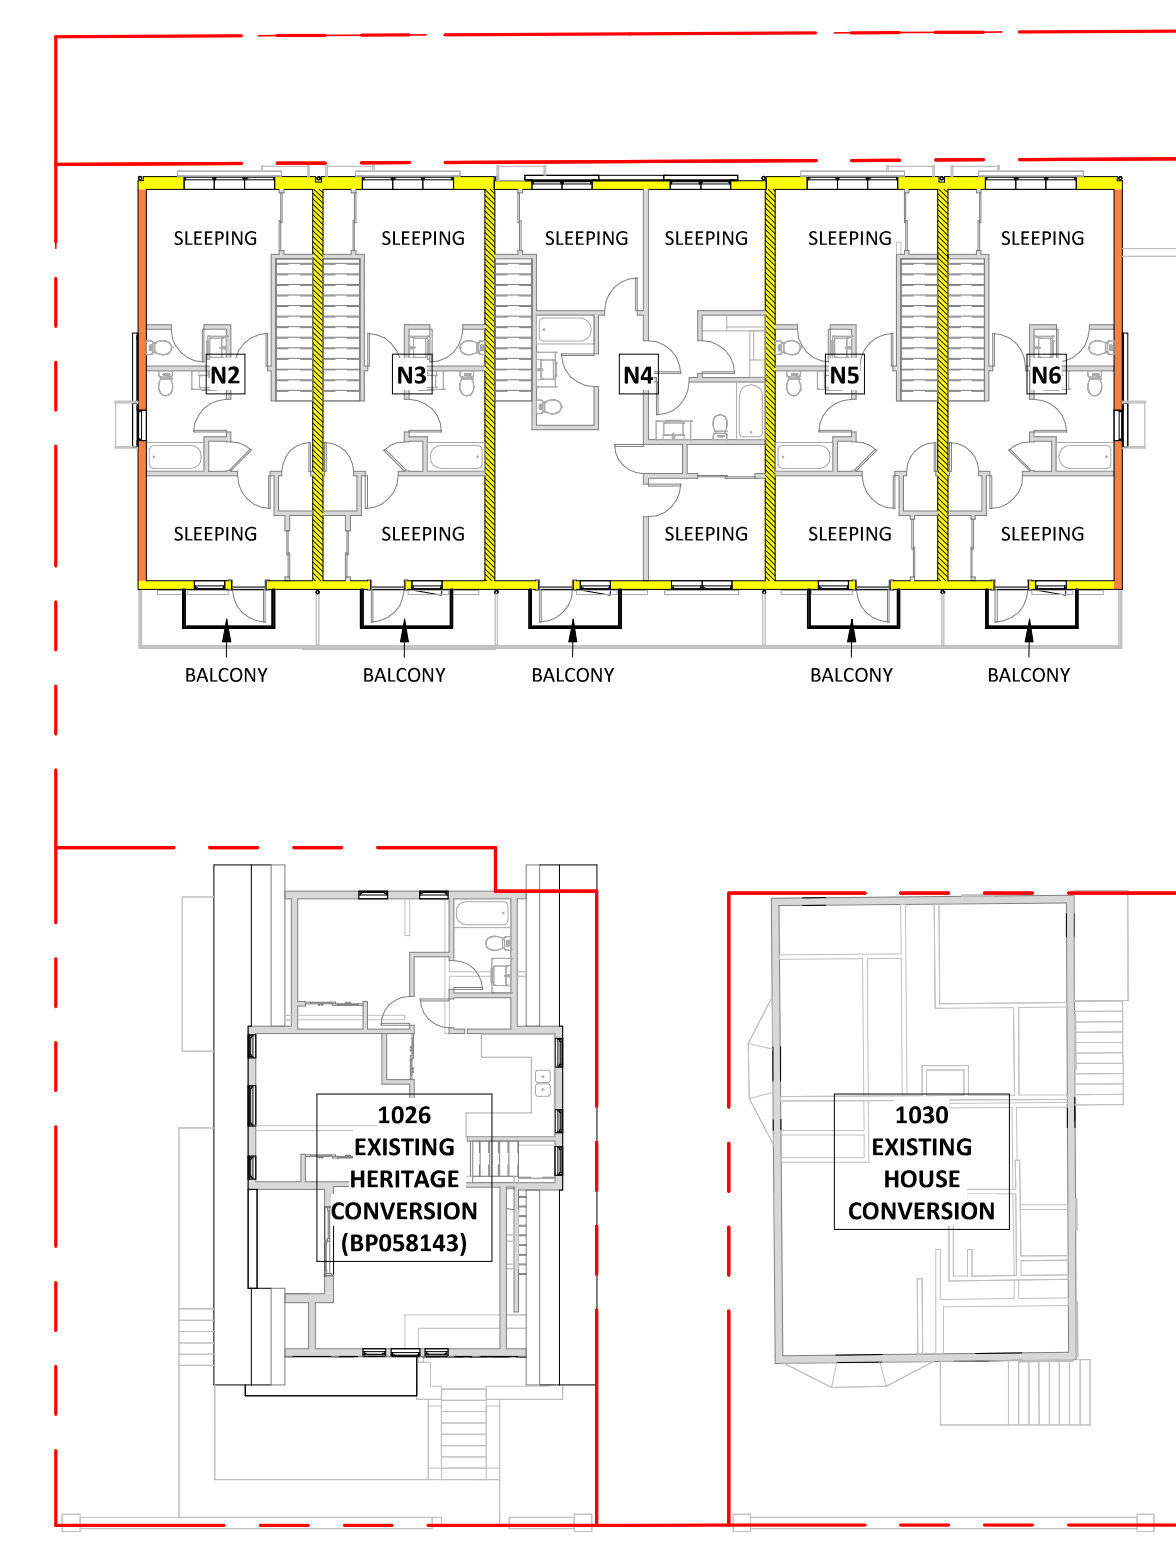 SLEEPING SLEEPING SLEEPING SLEEPING SLEEPING SLEEPING
N2 N3 N4 N5 N6
SLEEPING SLEEPING SLEEPING SLEEPING SLEEPING
BALCONY BALCONY BALCONY BALCONY BALCONY
1026
EXISTING
HERITAGE
CONVERSION
(BP058143)
1030
EXISTING
HOUSE
CONVERSION